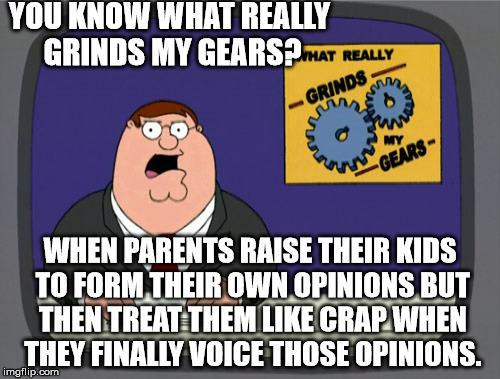 YOU KNOW WHAT REALLY
GRINDS MY GEARS?
WHAT REALLY
GRINDS
MY
GEARS
WHEN PARENTS RAISE THEIR KIDS
TO FORM THEIR OWN OPINIONS BUT
THEN TREAT THEM LIKE CRAP WHEN
THEY FINALLY VOICE THOSE OPINIONS.
imgflip.com